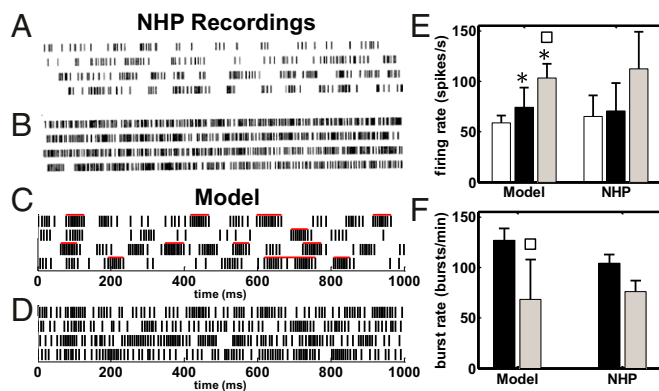 A
NHP Recordings
B
C
Model
0 200 400 600 800 1000
time (ms)
D
0 200 400 600 800 1000
time (ms)
E
firing rate (spikes/s)
150
100
50
0
* *
Model NHP
F
burst rate (bursts/min)
150
100
50
0
Model NHP